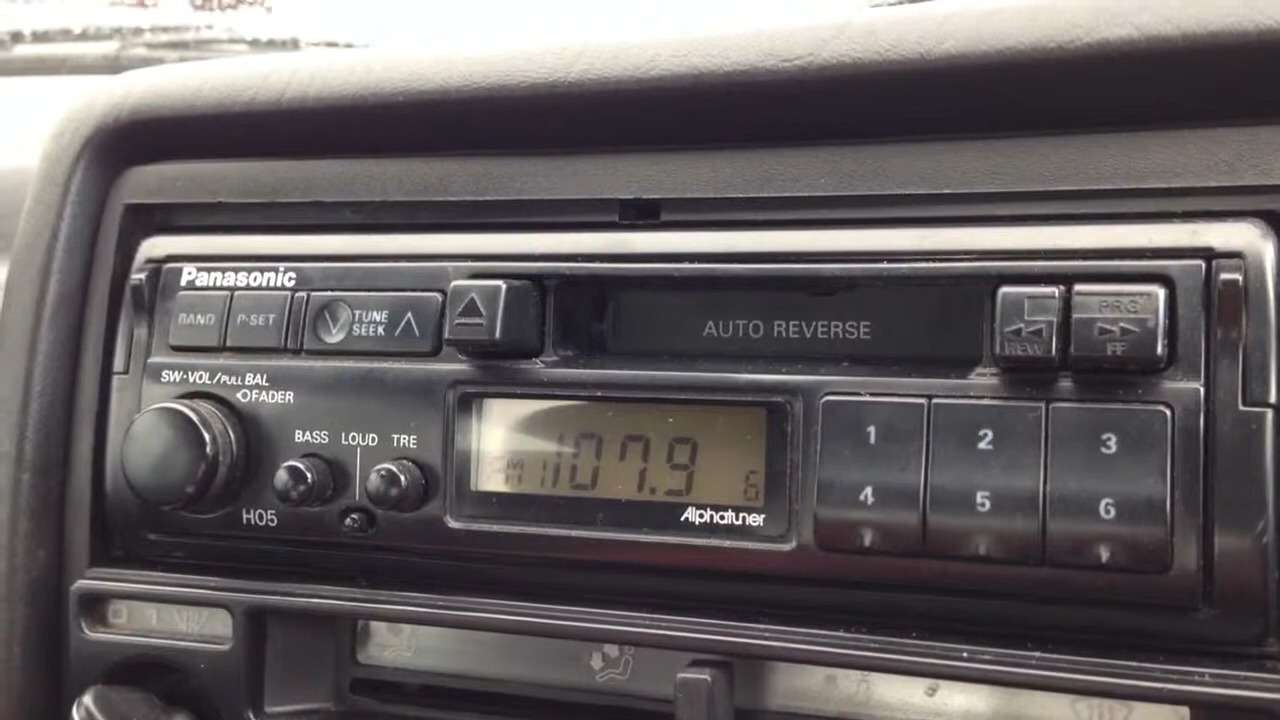 Panasonic
BAND P·SET TUNE SEEK
AUTO REVERSE
REW
PRG
FF
SW·VOL/PULL BAL
FADER
BASS LOUD TRE
H05
FM 1 107.9 6
Alphatuner
1 2 3
4 5 6